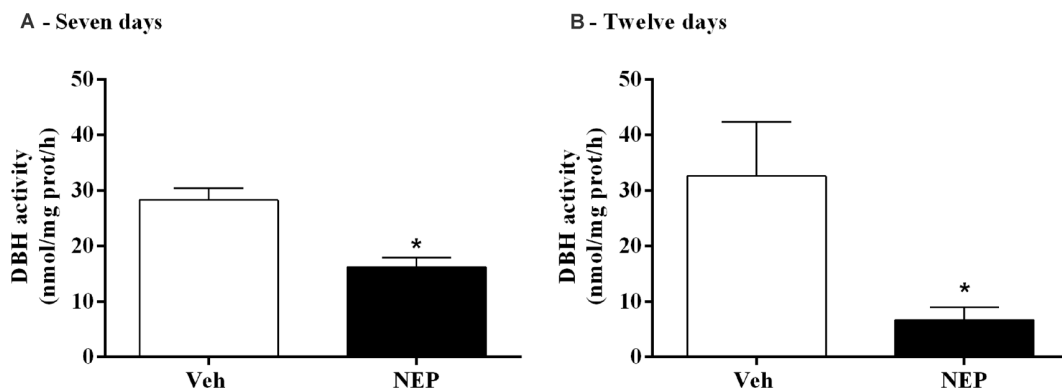 A - Seven days
DBH activity
(nmol/mg prot/h)
50
40
30
20
10
0
*
Veh
NEP
B - Twelve days
DBH activity
(nmol/mg prot/h)
50
40
30
20
10
0
*
Veh
NEP